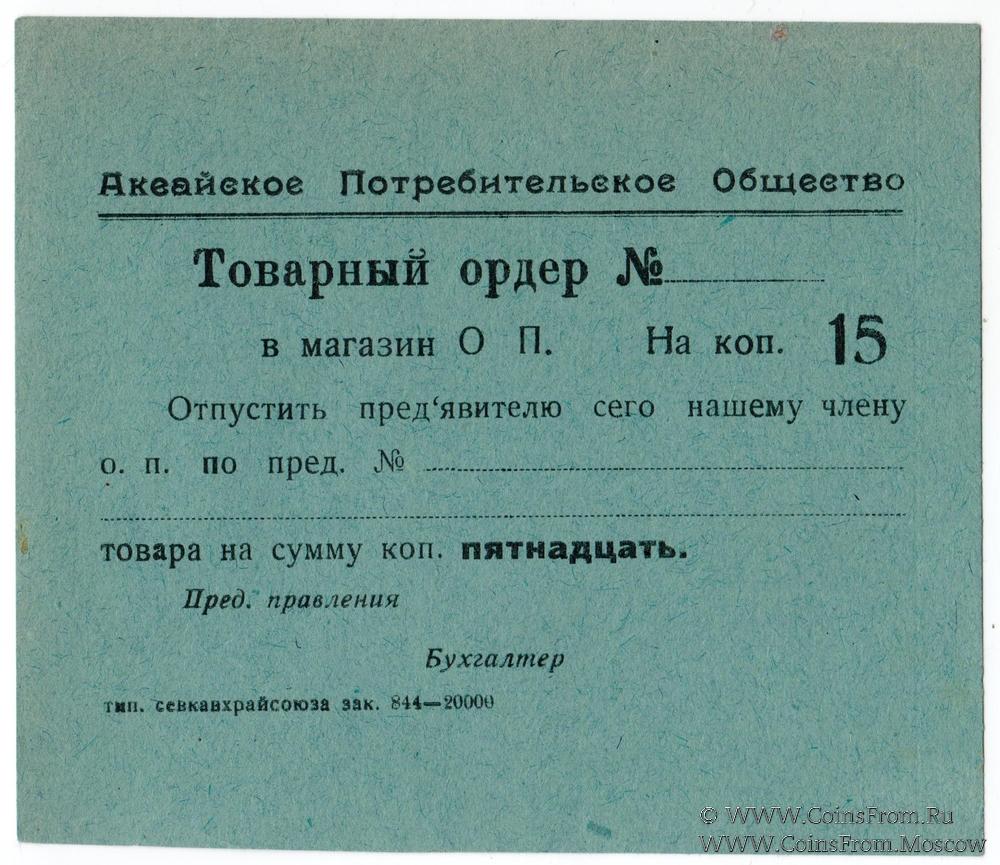 Аксайское Потребительское Общество
Товарный ордер №
в магазин О П. На коп. 15
Отпустить пред‘явителю сего нашему члену
о. п. по пред. №
товара на сумму коп. пятнадцать.
Пред. правления
Бухгалтер
тип. севкавхрайсоюза зак. 844—20000
© WWW.CoinsFrom.Ru
WWW.CoinsFrom.Moscow